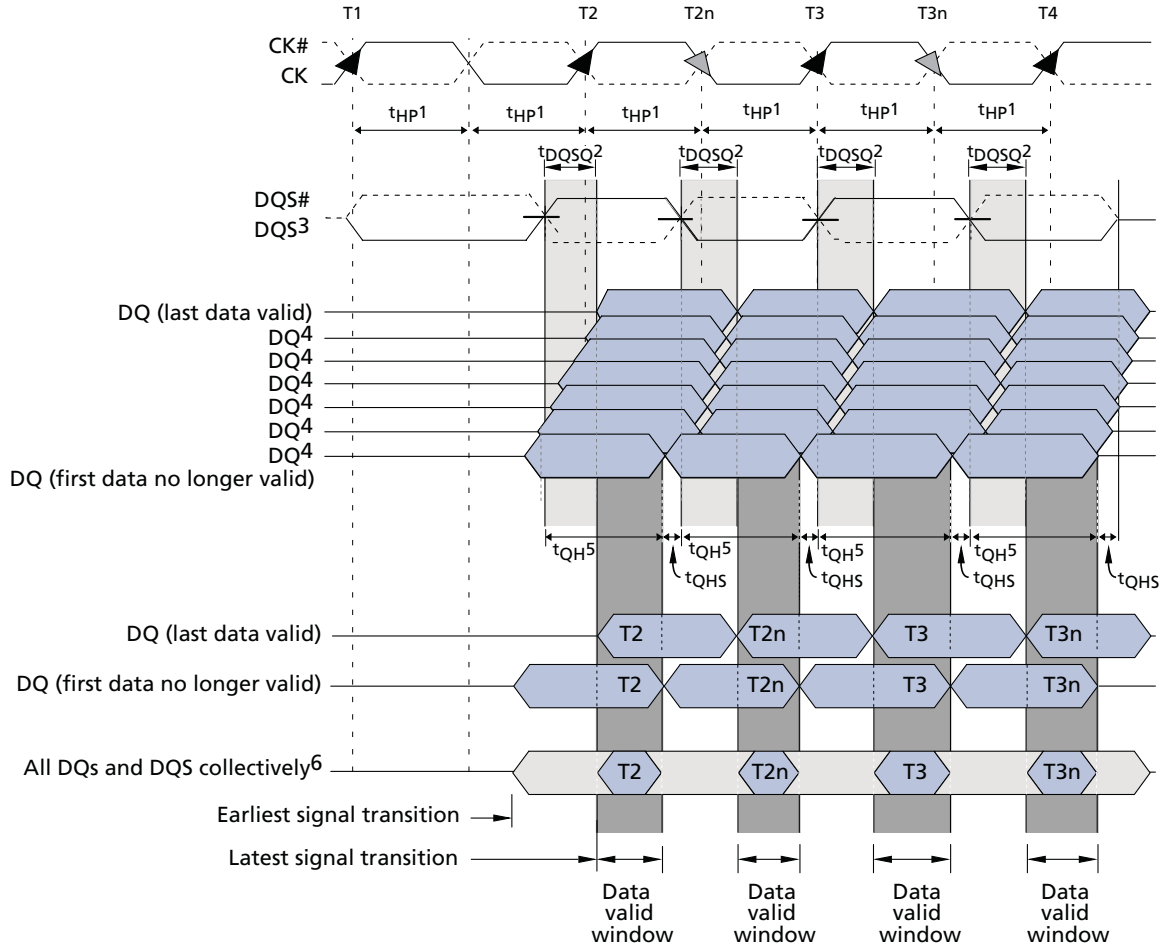 T1 T2 T2n T3 T3n T4
CK#
CK
tHP1 tHP1 tHP1 tHP1 tHP1 tHP1
tDQSQ2 tDQSQ2 tDQSQ2 tDQSQ2
DQS#
DQS3
DQ (last data valid)
DQ4
DQ4
DQ4
DQ4
DQ4
DQ4
DQ (first data no longer valid)
tQH5 tQH5 tQH5 tQH5
tQHS tQHS tQHS tQHS
DQ (last data valid) T2 T2n T3 T3n
DQ (first data no longer valid) T2 T2n T3 T3n
All DQs and DQS collectively6 T2 T2n T3 T3n
Earliest signal transition
Latest signal transition
Data Data Data Data
valid valid valid valid
window window window window